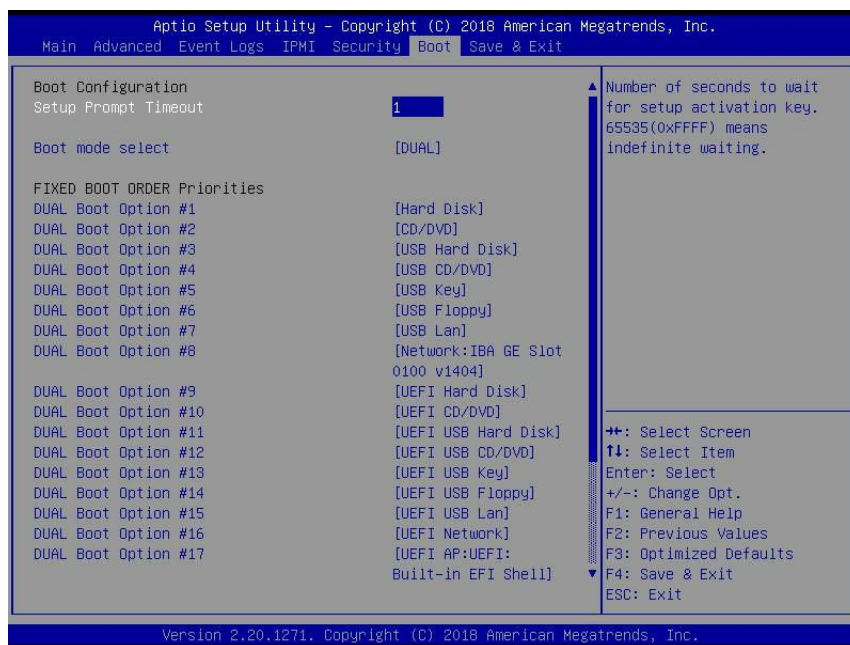 Aptio Setup Utility – Copyright (C) 2018 American Megatrends, Inc.
Main Advanced Event Logs IPMI Security Boot Save & Exit
Boot Configuration
Setup Prompt Timeout 1
Boot mode select [DUAL]
FIXED BOOT ORDER Priorities
DUAL Boot Option #1 [Hard Disk]
DUAL Boot Option #2 [CD/DVD]
DUAL Boot Option #3 [USB Hard Disk]
DUAL Boot Option #4 [USB CD/DVD]
DUAL Boot Option #5 [USB Key]
DUAL Boot Option #6 [USB Floppy]
DUAL Boot Option #7 [USB Lan]
DUAL Boot Option #8 [Network:IBA GE Slot
0100 v1404]
DUAL Boot Option #9 [UEFI Hard Disk]
DUAL Boot Option #10 [UEFI CD/DVD]
DUAL Boot Option #11 [UEFI USB Hard Disk]
DUAL Boot Option #12 [UEFI USB CD/DVD]
DUAL Boot Option #13 [UEFI USB Key]
DUAL Boot Option #14 [UEFI USB Floppy]
DUAL Boot Option #15 [UEFI USB Lan]
DUAL Boot Option #16 [UEFI Network]
DUAL Boot Option #17 [UEFI AP:UEFI:
Built-in EFI Shell]
Number of seconds to wait
for setup activation key.
65535(0xFFFF) means
indefinite waiting.
→←: Select Screen
↑↓: Select Item
Enter: Select
+/-: Change Opt.
F1: General Help
F2: Previous Values
F3: Optimized Defaults
F4: Save & Exit
ESC: Exit
Version 2.20.1271. Copyright (C) 2018 American Megatrends, Inc.